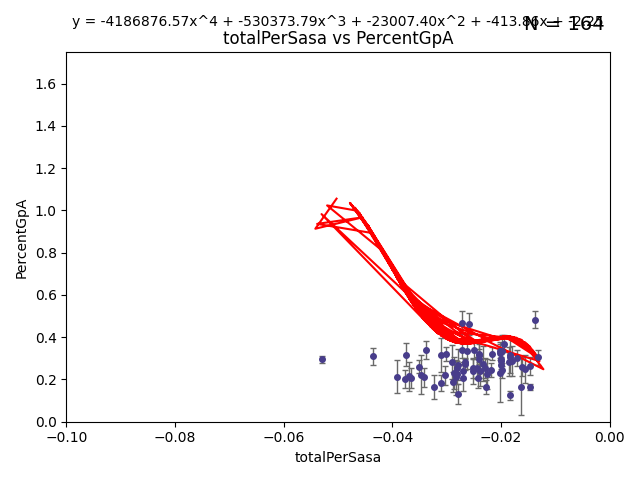 y = -4186876.57x^4 + -530373.79x^3 + -23007.40x^2 + -413.86x +
N = 164
totalPerSasa vs PercentGpA
1.6
1.4
1.2
1.0
0.8
0.6
0.4
0.2
0.0
PercentGpA
−0.10 −0.08 −0.06 −0.04 −0.02 0.00
totalPerSasa